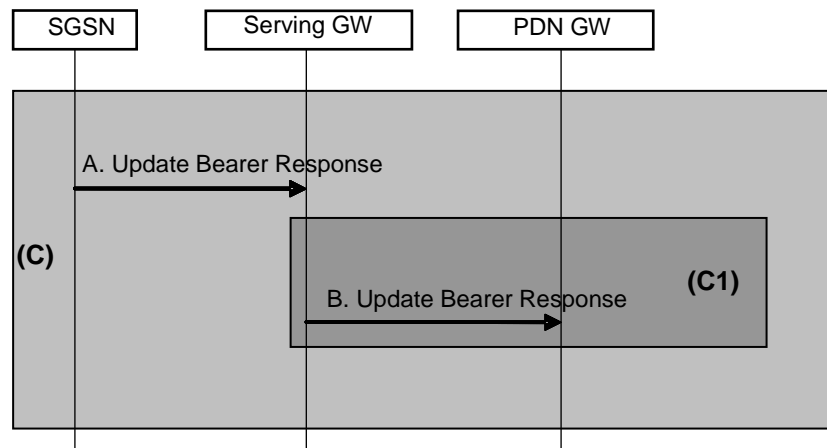 SGSN
Serving GW
PDN GW
A. Update Bearer Response
(C)
(C1)
B. Update Bearer Response